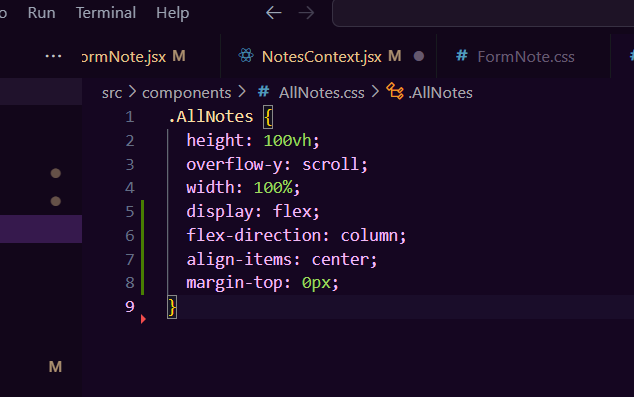 o Run Terminal Help ← →
··· ormNote.jsx M NotesContext.jsx M FormNote.css #
src > components > # AllNotes.css > .AllNotes
1 .AllNotes {
2 height: 100vh;
3 overflow-y: scroll;
4 width: 100%;
5 display: flex;
6 flex-direction: column;
7 align-items: center;
8 margin-top: 0px;
9 }
M